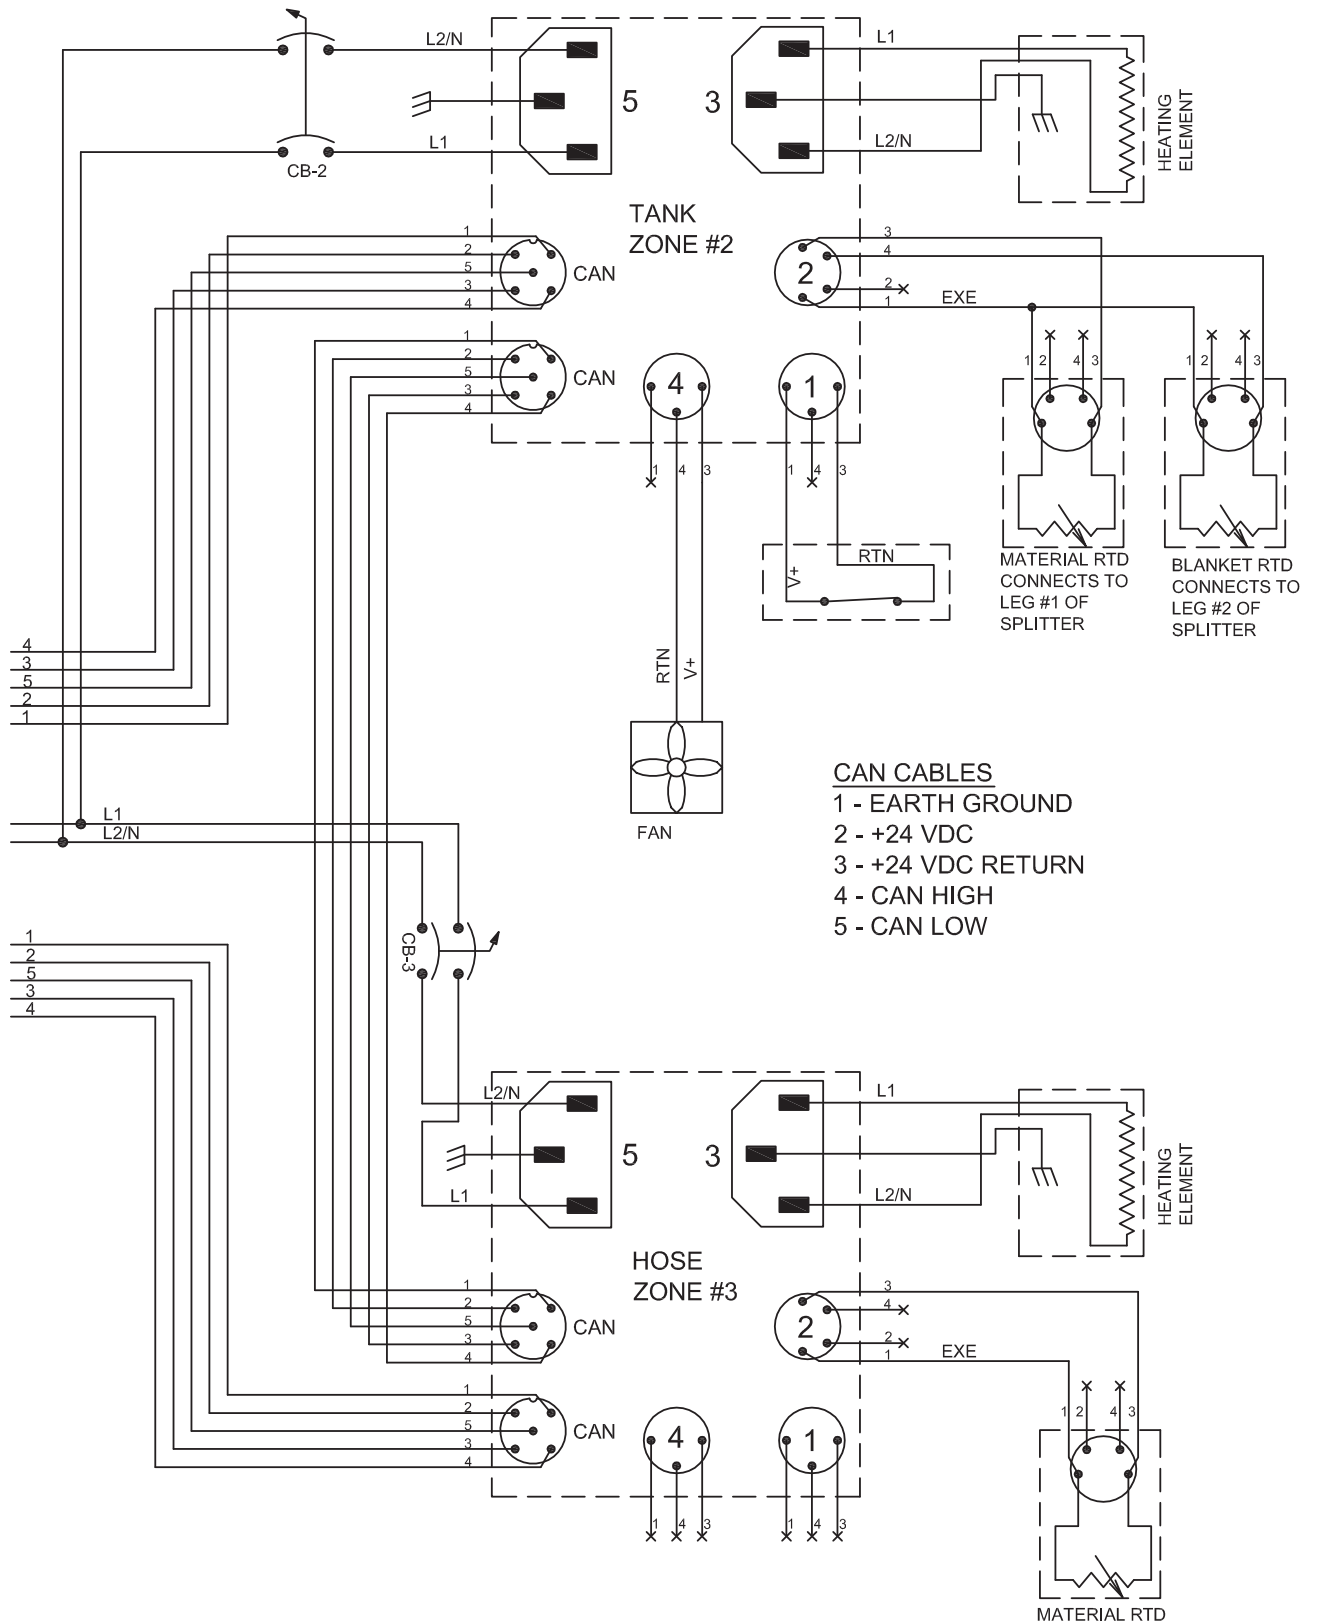 L2/N
L1
CB-2
5
3
L1
L2/N
HEATING
ELEMENT
TANK
ZONE #2
1
2
5
3
4
CAN
2
3
4
2
1
EXE
1
2
5
3
4
CAN
4
1
1
4
3
1
4
3
1
2
4
3
1
2
4
3
V+
RTN
MATERIAL RTD
CONNECTS TO
LEG #1 OF
SPLITTER
BLANKET RTD
CONNECTS TO
LEG #2 OF
SPLITTER
4
3
5
2
1
RTN
V+
FAN
L1
L2/N
CAN CABLES
1 - EARTH GROUND
2 - +24 VDC
3 - +24 VDC RETURN
4 - CAN HIGH
5 - CAN LOW
CB-3
1
2
5
3
4
L2/N
L1
5
3
L1
L2/N
HEATING
ELEMENT
HOSE
ZONE #3
1
2
5
3
4
CAN
2
3
4
2
1
EXE
1
2
5
3
4
CAN
4
1
1
4
3
1
4
3
1
2
4
3
MATERIAL RTD